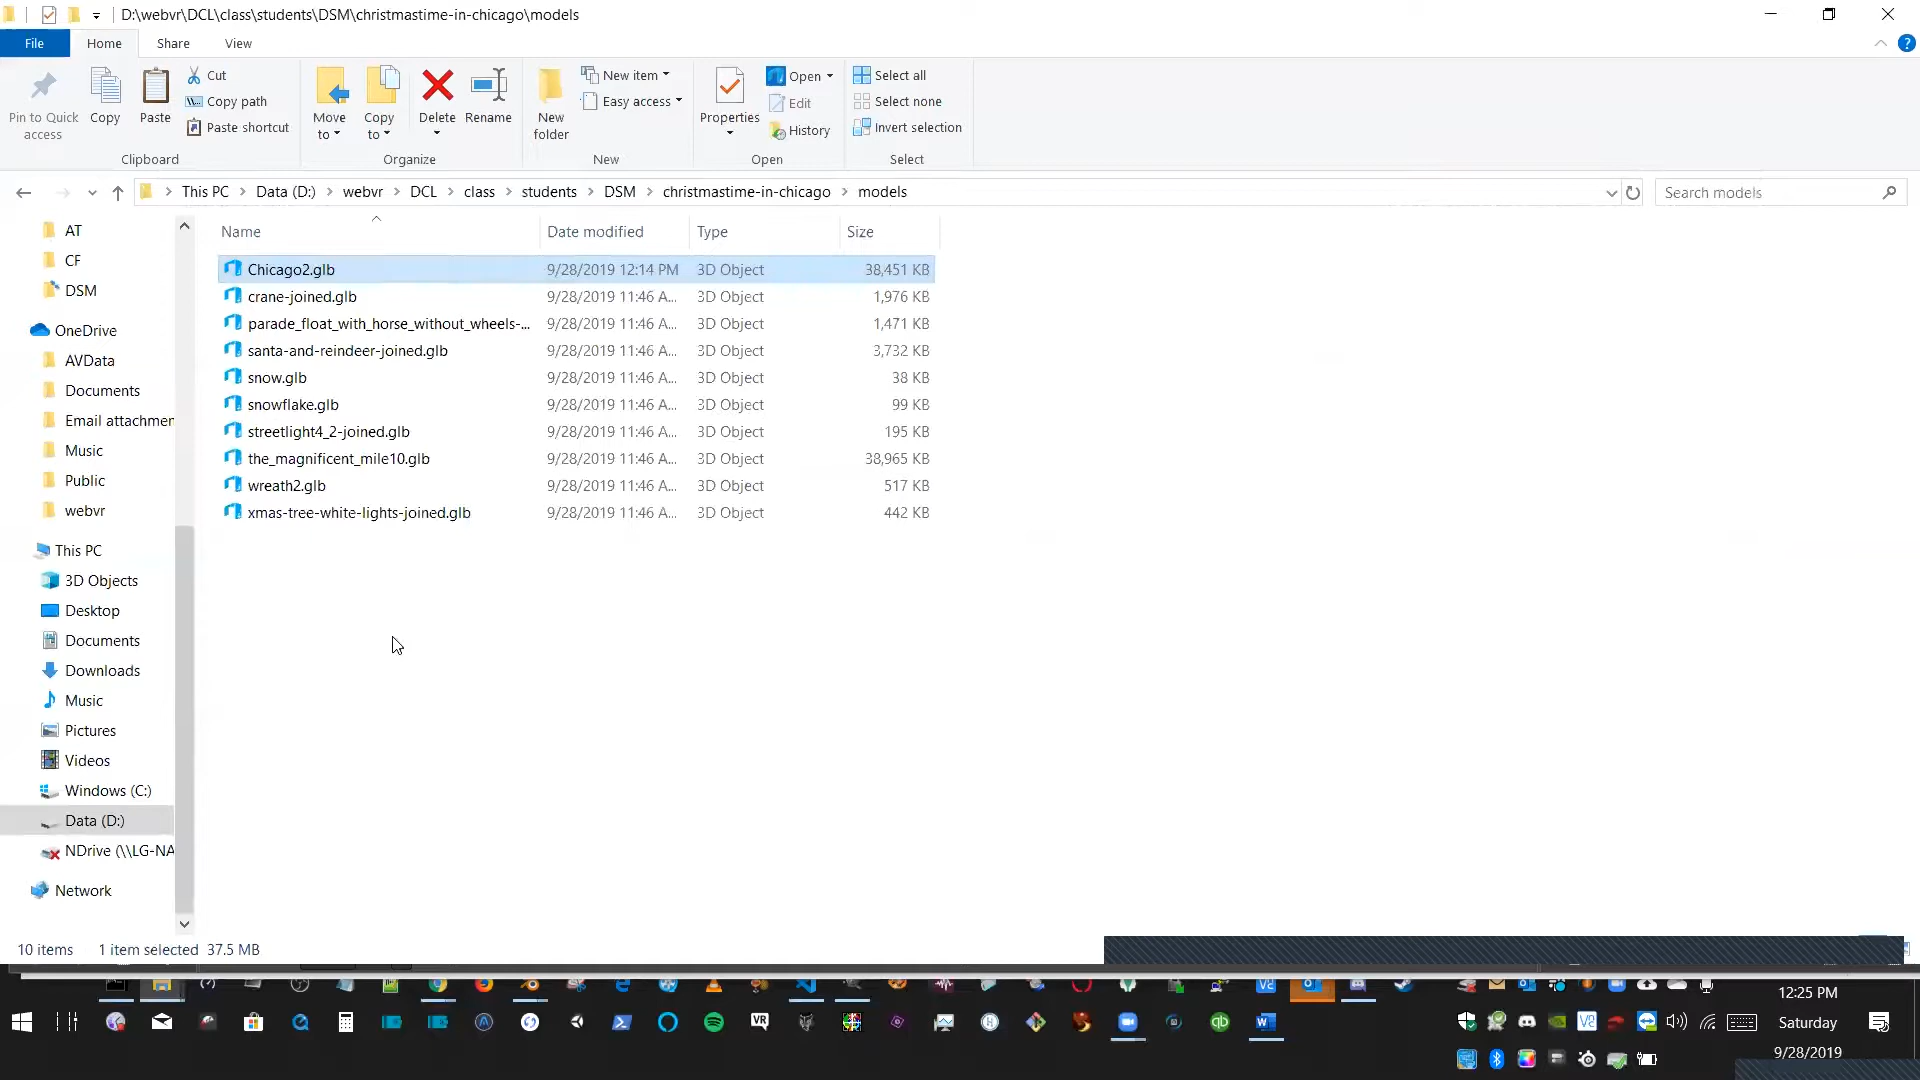 D:\webvr\DCL\class\students\DSM\christmastime-in-chicago\models
File Home Share View
Pin to Quick access
Copy
Paste
Cut
Copy path
Paste shortcut
Clipboard
Move to
Copy to
Delete
Rename
Organize
New folder
New item
Easy access
New
Properties
Open
Edit
History
Open
Select all
Select none
Invert selection
Select
This PC > Data (D:) > webvr > DCL > class > students > DSM > christmastime-in-chicago > models
Search models
AT
CF
DSM
OneDrive
AVData
Documents
Email attachmen
Music
Public
webvr
This PC
3D Objects
Desktop
Documents
Downloads
Music
Pictures
Videos
Windows (C:)
Data (D:)
NDrive (\\LG-NA
Network
Name Date modified Type Size
Chicago2.glb 9/28/2019 12:14 PM 3D Object 38,451 KB
crane-joined.glb 9/28/2019 11:46 A... 3D Object 1,976 KB
parade_float_with_horse_without_wheels-... 9/28/2019 11:46 A... 3D Object 1,471 KB
santa-and-reindeer-joined.glb 9/28/2019 11:46 A... 3D Object 3,732 KB
snow.glb 9/28/2019 11:46 A... 3D Object 38 KB
snowflake.glb 9/28/2019 11:46 A... 3D Object 99 KB
streetlight4_2-joined.glb 9/28/2019 11:46 A... 3D Object 195 KB
the_magnificent_mile10.glb 9/28/2019 11:46 A... 3D Object 38,965 KB
wreath2.glb 9/28/2019 11:46 A... 3D Object 517 KB
xmas-tree-white-lights-joined.glb 9/28/2019 11:46 A... 3D Object 442 KB
10 items 1 item selected 37.5 MB
12:25 PM
VR
qb
Saturday
9/28/2019